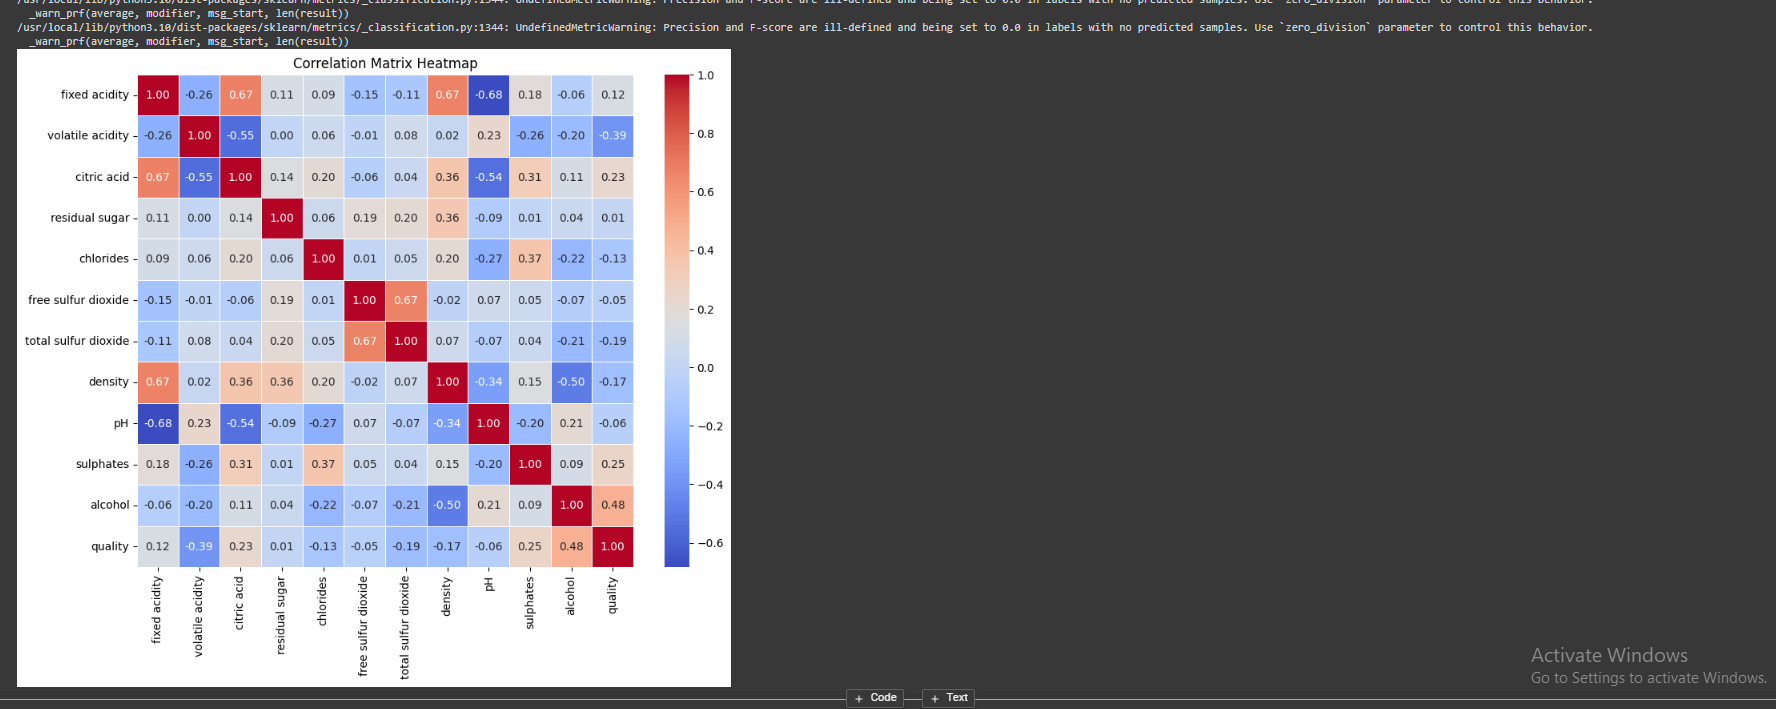 /usr/local/lib/python3.10/dist-packages/sklearn/metrics/_classification.py:1344: UndefinedMetricWarning: Precision and F-score are ill-defined and being set to 0.0 in labels with no predicted samples. Use `zero_division` parameter to control this behavior.
_warn_prf(average, modifier, msg_start, len(result))
/usr/local/lib/python3.10/dist-packages/sklearn/metrics/_classification.py:1344: UndefinedMetricWarning: Precision and F-score are ill-defined and being set to 0.0 in labels with no predicted samples. Use `zero_division` parameter to control this behavior.
_warn_prf(average, modifier, msg_start, len(result))
Correlation Matrix Heatmap
fixed acidity 1.00 -0.26 0.67 0.11 0.09 -0.15 -0.11 0.67 -0.68 0.18 -0.06 0.12
volatile acidity -0.26 1.00 -0.55 0.00 0.06 -0.01 0.08 0.02 0.23 -0.26 -0.20 -0.39
citric acid 0.67 -0.55 1.00 0.14 0.20 -0.06 0.04 0.36 -0.54 0.31 0.11 0.23
residual sugar 0.11 0.00 0.14 1.00 0.06 0.19 0.20 0.36 -0.09 0.01 0.04 0.01
chlorides 0.09 0.06 0.20 0.06 1.00 0.01 0.05 0.20 -0.27 0.37 -0.22 -0.13
free sulfur dioxide -0.15 -0.01 -0.06 0.19 0.01 1.00 0.67 -0.02 0.07 0.05 -0.07 -0.05
total sulfur dioxide -0.11 0.08 0.04 0.20 0.05 0.67 1.00 0.07 -0.07 0.04 -0.21 -0.19
density 0.67 0.02 0.36 0.36 0.20 -0.02 0.07 1.00 -0.34 0.15 -0.50 -0.17
pH -0.68 0.23 -0.54 -0.09 -0.27 0.07 -0.07 -0.34 1.00 -0.20 0.21 -0.06
sulphates 0.18 -0.26 0.31 0.01 0.37 0.05 0.04 0.15 -0.20 1.00 0.09 0.25
alcohol -0.06 -0.20 0.11 0.04 -0.22 -0.07 -0.21 -0.50 0.21 0.09 1.00 0.48
quality 0.12 -0.39 0.23 0.01 -0.13 -0.05 -0.19 -0.17 -0.06 0.25 0.48 1.00
fixed acidity
volatile acidity
citric acid
residual sugar
chlorides
free sulfur dioxide
total sulfur dioxide
density
pH
sulphates
alcohol
quality
1.0
0.8
0.6
0.4
0.2
0.0
−0.2
−0.4
−0.6
Activate Windows
Go to Settings to activate Windows.
+ Code
+ Text